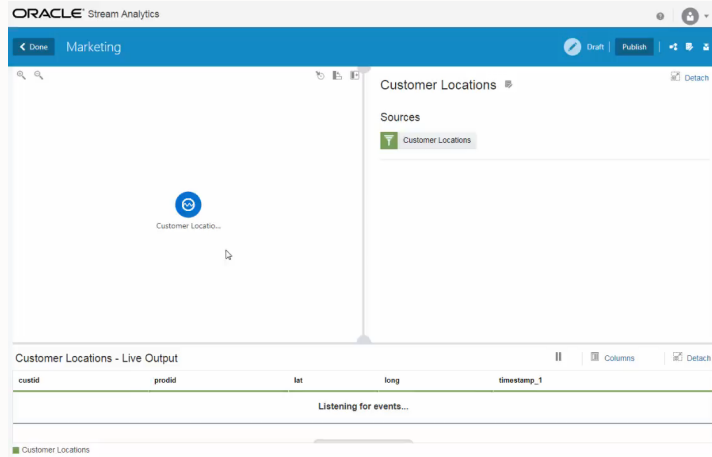 ORACLE Stream Analytics
Done Marketing Draft Publish
Customer Locations Detach
Sources
Customer Locations
Customer Locatio...
Customer Locations - Live Output Columns Detach
custid prodid lat long timestamp_1
Listening for events...
Customer Locations